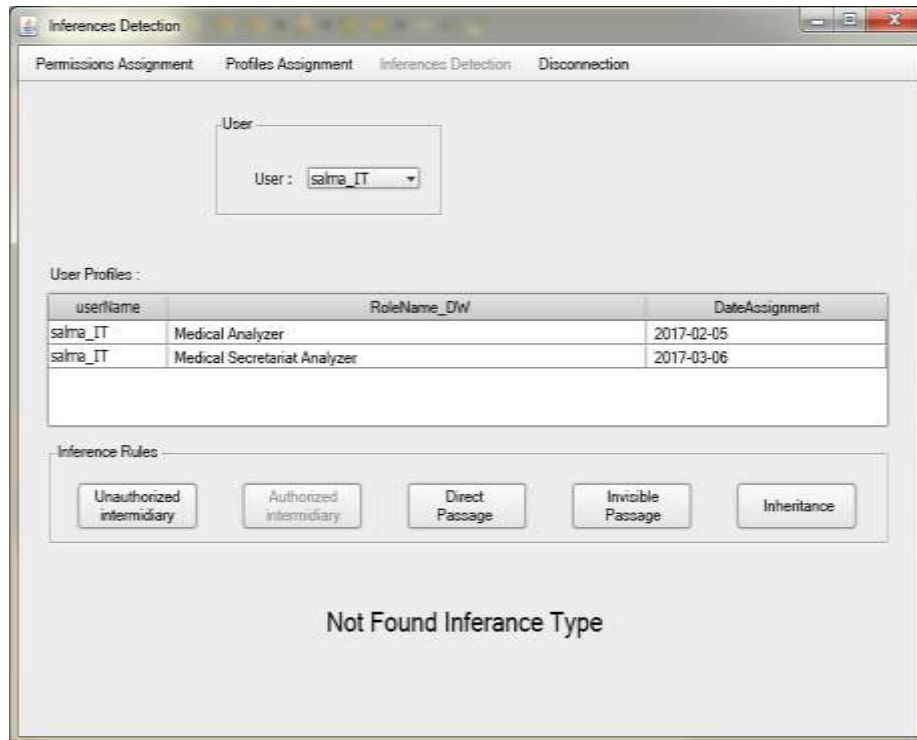 Inferences Detection
Permissions Assignment Profiles Assignment Inferences Detection Disconnection
User
User : salma_IT
User Profiles :
userName RoleName_DW DateAssignment
salma_IT Medical Analyzer 2017-02-05
salma_IT Medical Secretariat Analyzer 2017-03-06
Inference Rules
Unauthorized intermidiary
Authorized intermidiary
Direct Passage
Invisible Passage
Inheritance
Not Found Inferance Type